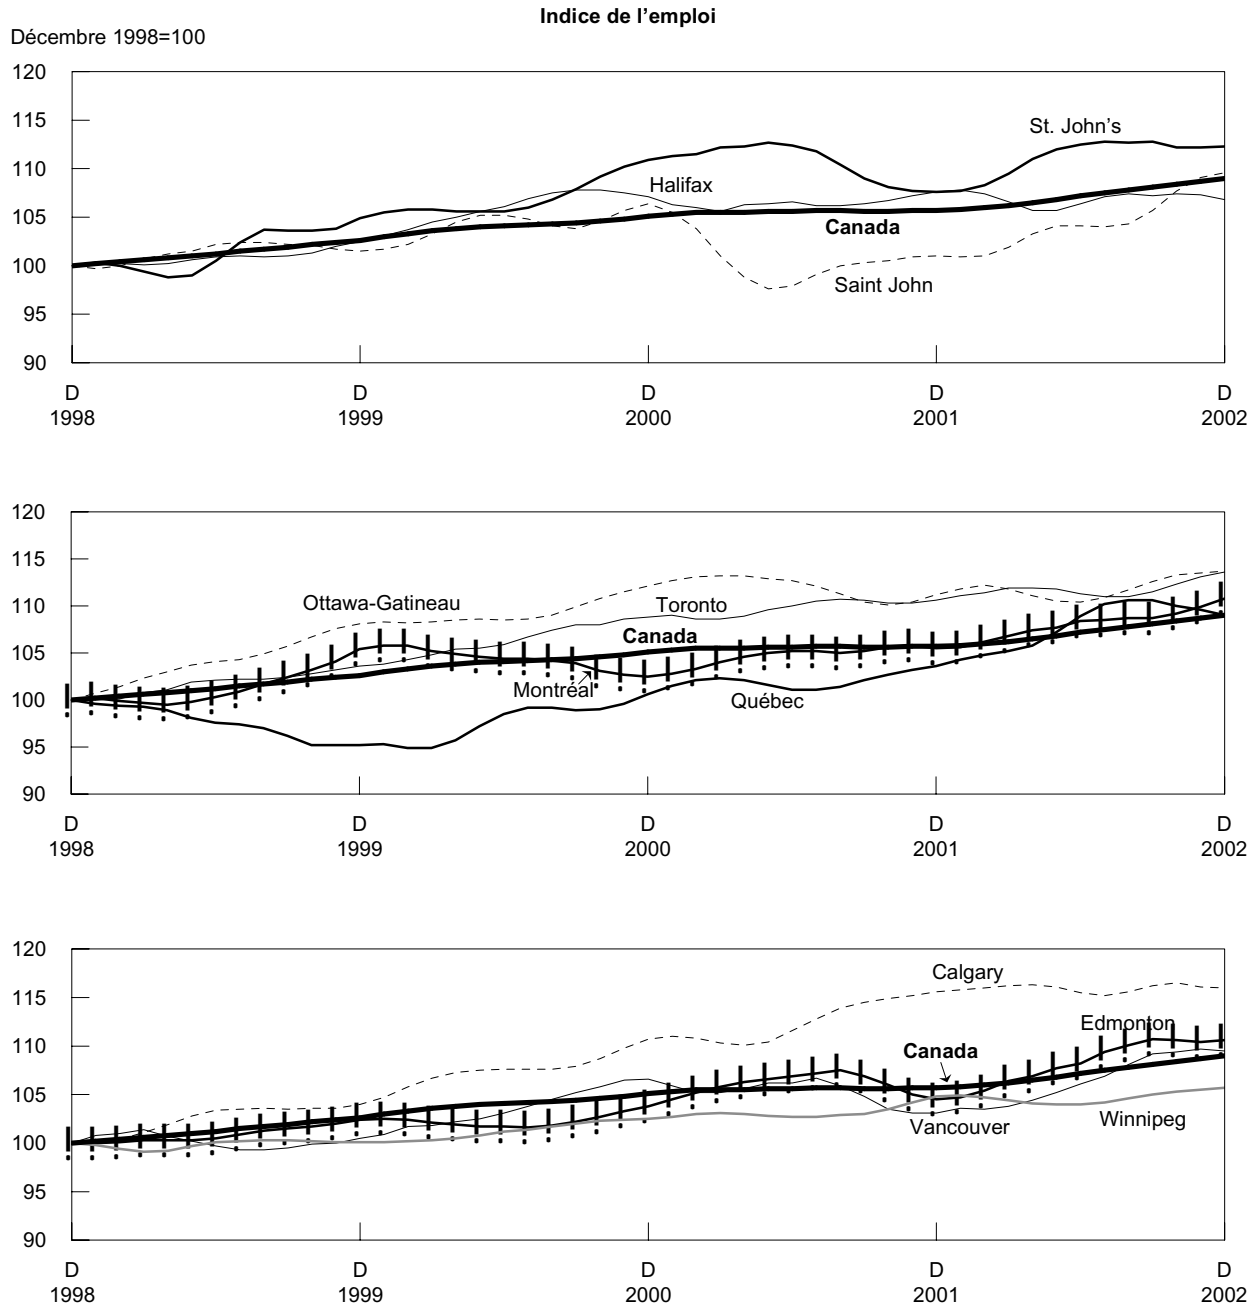 Indice de l'emploi
Décembre 1998=100
120
115
110
105
100
95
90
St. John's
Halifax
Canada
Saint John
D D D D D
1998 1999 2000 2001 2002
120
115
110
105
100
95
90
Ottawa-Gatineau
Toronto
Canada
Montréal
Québec
D D D D D
1998 1999 2000 2001 2002
120
115
110
105
100
95
90
Calgary
Edmonton
Canada
Vancouver
Winnipeg
D D D D D
1998 1999 2000 2001 2002